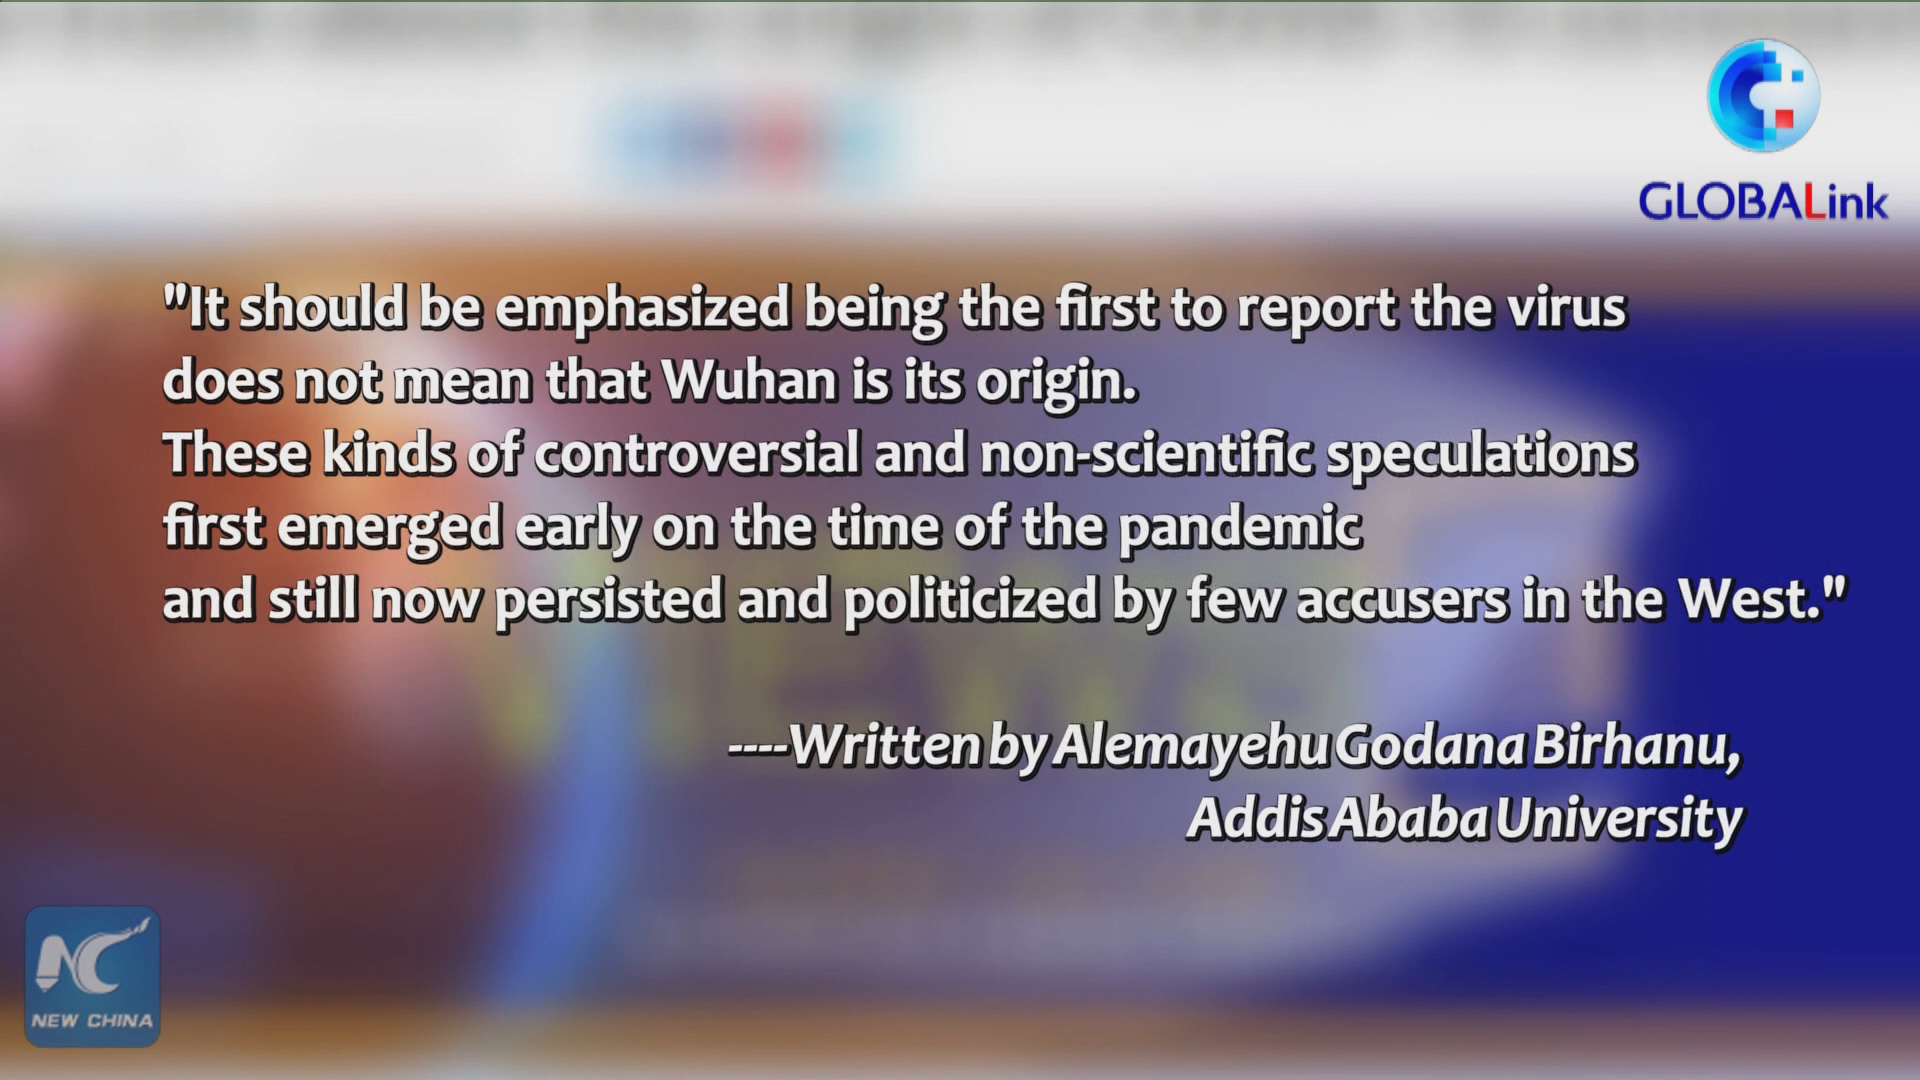 GLOBALink
"It should be emphasized being the first to report the virus
does not mean that Wuhan is its origin.
These kinds of controversial and non-scientific speculations
first emerged early on the time of the pandemic
and still now persisted and politicized by few accusers in the West."
----Written by Alemayehu Godana Birhanu,
Addis Ababa University
NC
NEW CHINA